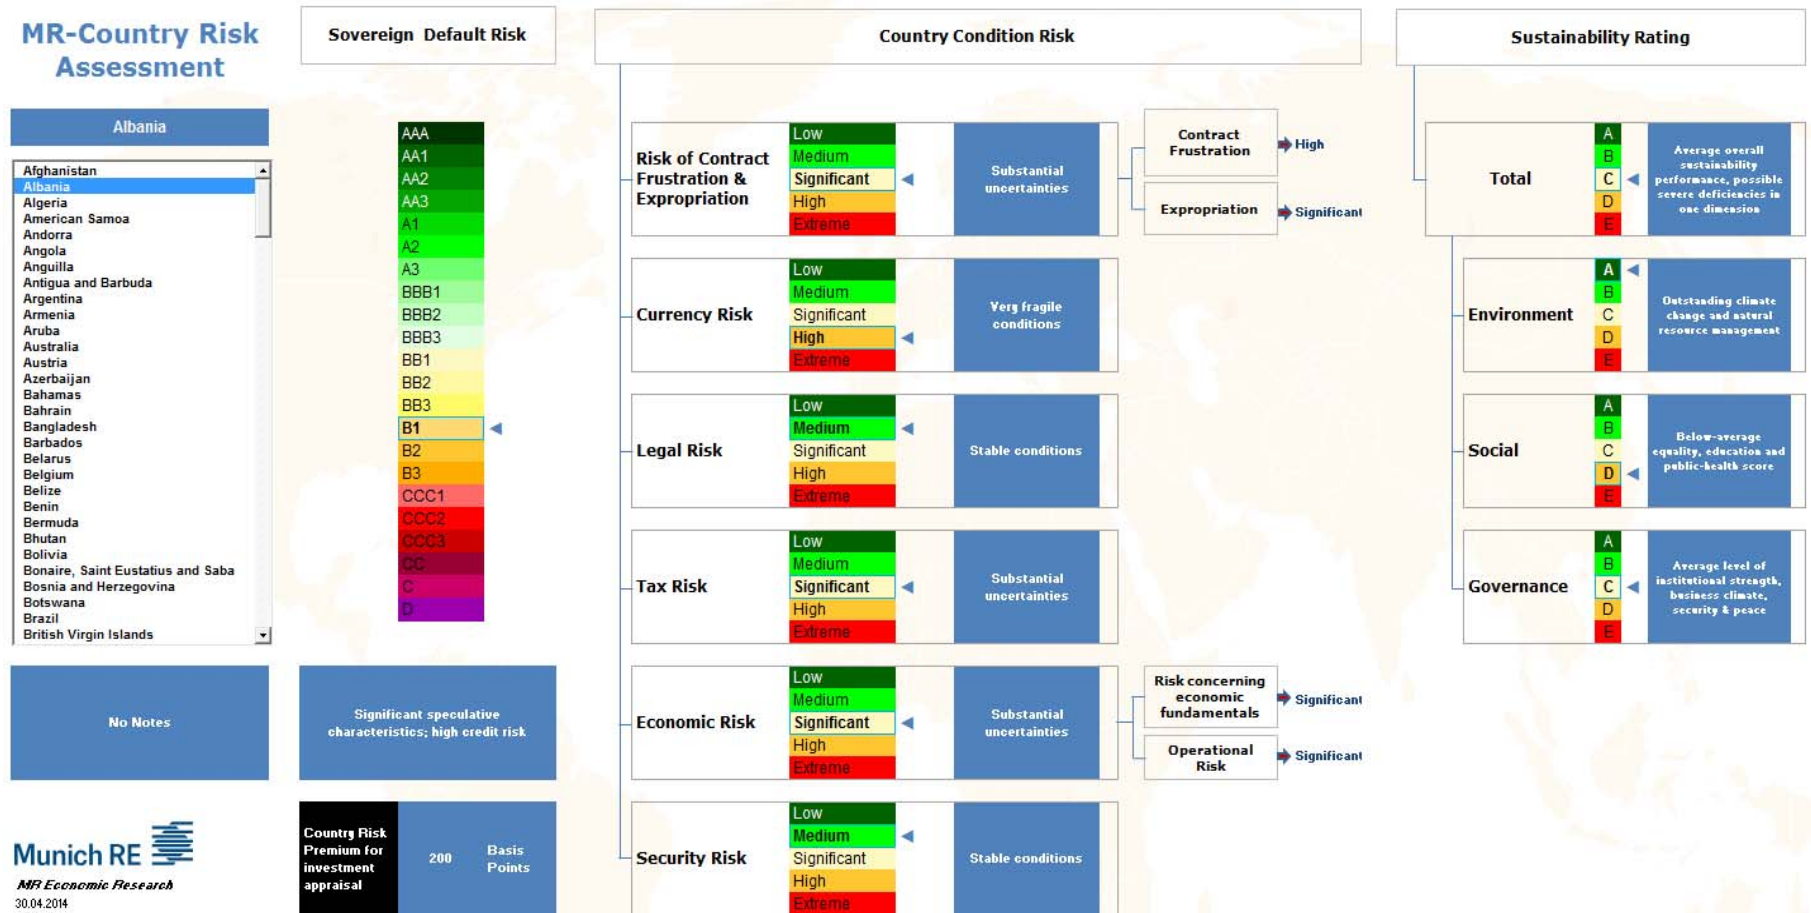 MR-Country Risk
Assessment
Albania
Afghanistan
Albania
Algeria
American Samoa
Andorra
Angola
Anguilla
Antigua and Barbuda
Argentina
Armenia
Aruba
Australia
Austria
Azerbaijan
Bahamas
Bahrain
Bangladesh
Barbados
Belarus
Belgium
Belize
Benin
Bermuda
Bhutan
Bolivia
Bonaire, Saint Eustatius and Saba
Bosnia and Herzegovina
Botswana
Brazil
British Virgin Islands
No Notes
Munich RE
MR Economic Research
30.04.2014
Sovereign Default Risk
AAA
AA1
AA2
AA3
A1
A2
A3
BBB1
BBB2
BBB3
BB1
BB2
BB3
B1
B2
B3
CCC1
CCC2
CCC3
CC
C
D
Significant speculative
characteristics; high credit risk
Country Risk
Premium for
investment
appraisal
200
Basis
Points
Country Condition Risk
Risk of Contract
Frustration &
Expropriation
Low
Medium
Significant
High
Extreme
Substantial
uncertainties
Contract
Frustration
High
Expropriation
Significant
Currency Risk
Low
Medium
Significant
High
Extreme
Very fragile
conditions
Legal Risk
Low
Medium
Significant
High
Extreme
Stable conditions
Tax Risk
Low
Medium
Significant
High
Extreme
Substantial
uncertainties
Economic Risk
Low
Medium
Significant
High
Extreme
Substantial
uncertainties
Risk concerning
economic
fundamentals
Significant
Operational
Risk
Significant
Security Risk
Low
Medium
Significant
High
Extreme
Stable conditions
Sustainability Rating
Total
A
B
C
D
E
Average overall
sustainability
performance, possible
severe deficiencies in
one dimension
Environment
A
B
C
D
E
Outstanding climate
change and natural
resource management
Social
A
B
C
D
E
Below-average
equality, education and
public-health score
Governance
A
B
C
D
E
Average level of
institutional strength,
business climate,
security & peace